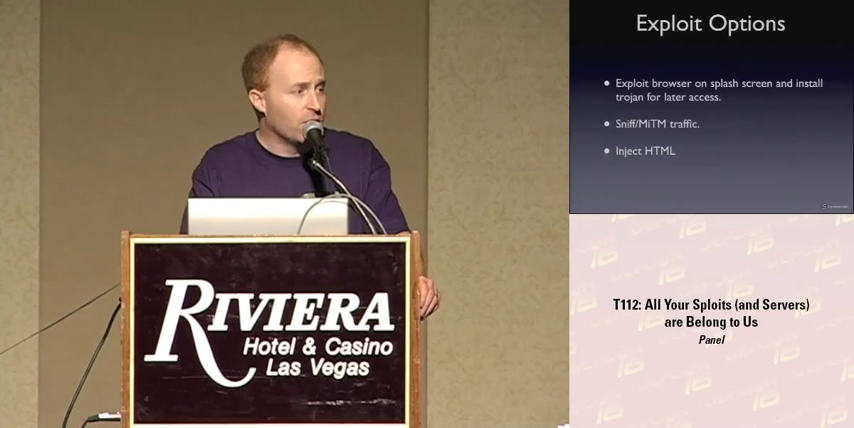 Exploit Options
Exploit browser on splash screen and install
trojan for later access.
Sniff/MiTM traffic.
Inject HTML
RIVIERA
Hotel & Casino
Las Vegas
T112: All Your Sploits (and Servers)
are Belong to Us
Panel